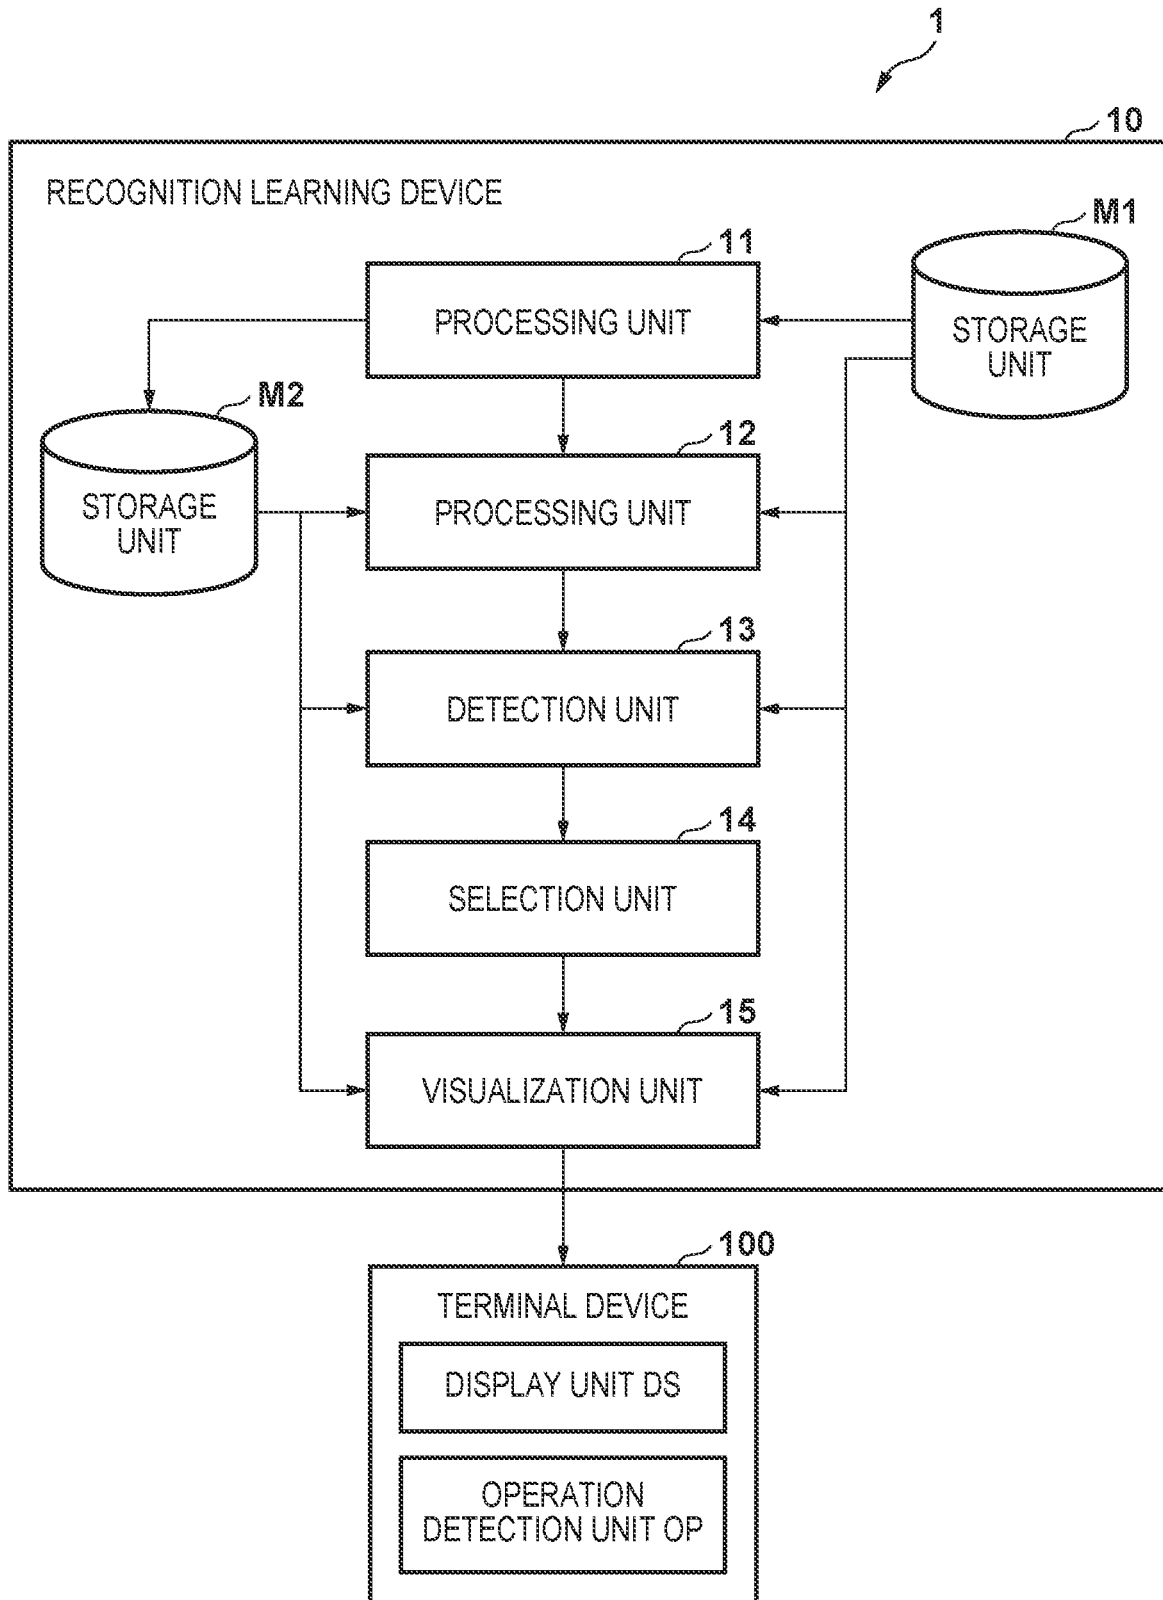 1
10
RECOGNITION LEARNING DEVICE
M1
11
PROCESSING UNIT
STORAGE
UNIT
M2
12
STORAGE
UNIT
PROCESSING UNIT
13
DETECTION UNIT
14
SELECTION UNIT
15
VISUALIZATION UNIT
100
TERMINAL DEVICE
DISPLAY UNIT DS
OPERATION
DETECTION UNIT OP